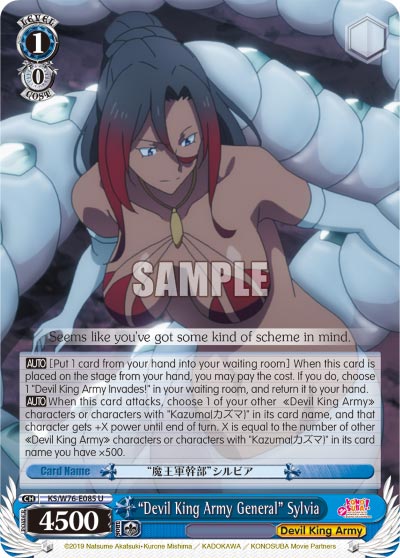 LEVEL
1
0
COST
SAMPLE
Seems like you've got some kind of scheme in mind.
AUTO [Put 1 card from your hand into your waiting room] When this card is
placed on the stage from your hand, you may pay the cost. If you do, choose
1 "Devil King Army Invades!" in your waiting room, and return it to your hand.
AUTO When this card attacks, choose 1 of your other «Devil King Army»
characters or characters with "Kazuma(カズマ)" in its card name, and that
character gets +X power until end of turn. X is equal to the number of other
«Devil King Army» characters or characters with "Kazuma(カズマ)" in its card
name you have ×500.
Card Name
"魔王軍幹部"シルビア
CH KS/W76-E085 U
POWER
4500
"Devil King Army General" Sylvia
KONO SUBA!
Devil King Army
©2019 Natsume Akatsuki・Kurone Mishima / KADOKAWA / KONOSUBA Movie Partners